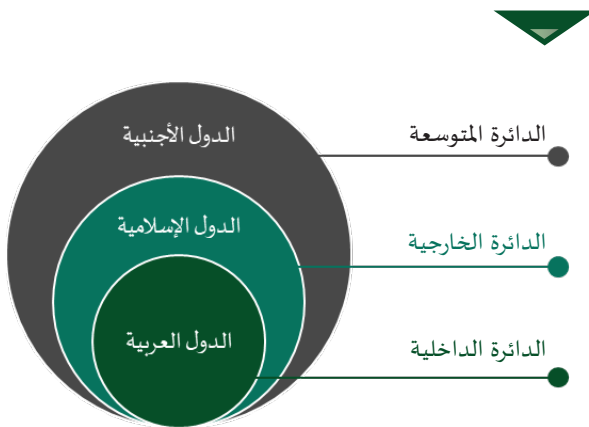 الدائرة المتوسعة
الدول الأجنبية
الدائرة الخارجية
الدول الإسلامية
الدائرة الداخلية
الدول العربية